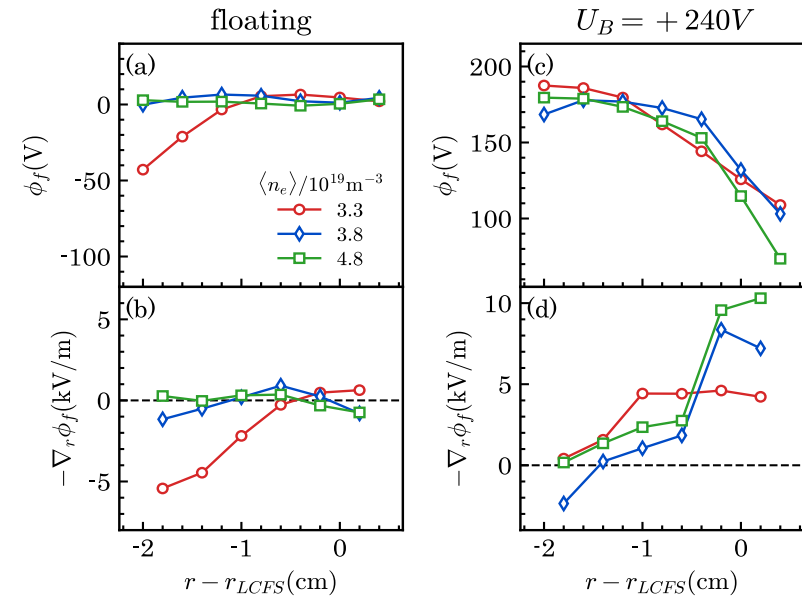 floating
U_B = +240V
(a)
(c)
ϕ_f(V)
0
-50
-100
⟨n_e⟩/10^19 m^−3
3.3
3.8
4.8
ϕ_f(V)
200
150
100
(b)
(d)
−∇_r ϕ_f(kV/m)
5
0
-5
−∇_r ϕ_f(kV/m)
10
5
0
-2 -1 0
-2 -1 0
r − r_LCFS(cm)
r − r_LCFS(cm)